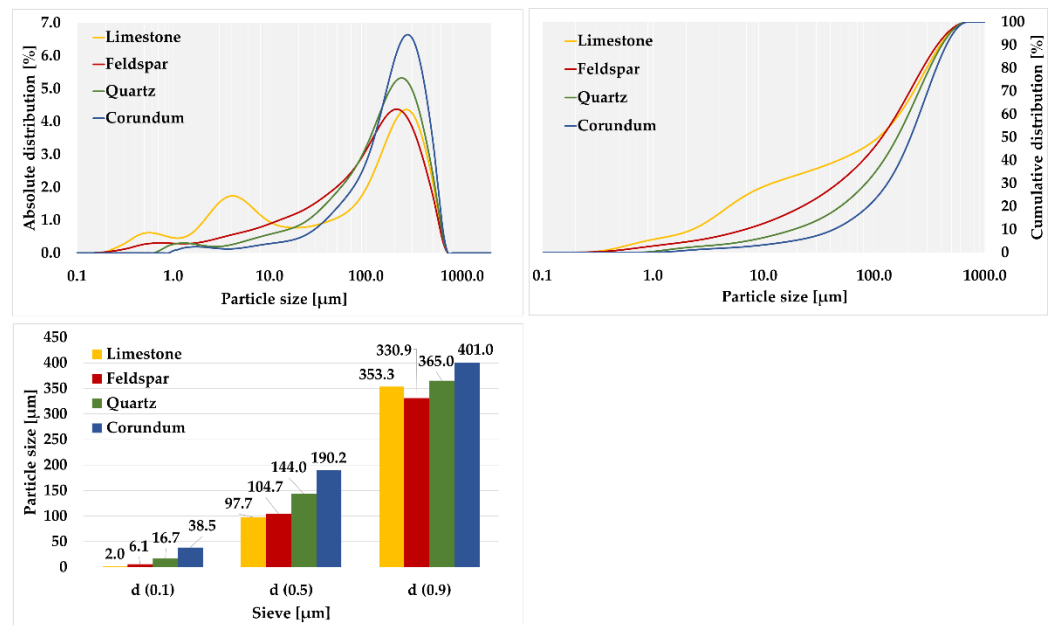 Absolute distribution [%]
7.0
6.0
5.0
4.0
3.0
2.0
1.0
0.0
Limestone
Feldspar
Quartz
Corundum
0.1 1.0 10.0 100.0 1000.0
Particle size [µm]
Limestone
Feldspar
Quartz
Corundum
100
90
80
70
60
50
40
30
20
10
0
Cumulative distribution [%]
0.1 1.0 10.0 100.0 1000.0
Particle size [µm]
Particle size [µm]
450
400
350
300
250
200
150
100
50
0
Limestone
Feldspar
Quartz
Corundum
2.0 6.1 16.7 38.5
97.7 104.7 144.0 190.2
353.3 330.9 365.0 401.0
d (0.1) d (0.5) d (0.9)
Sieve [µm]